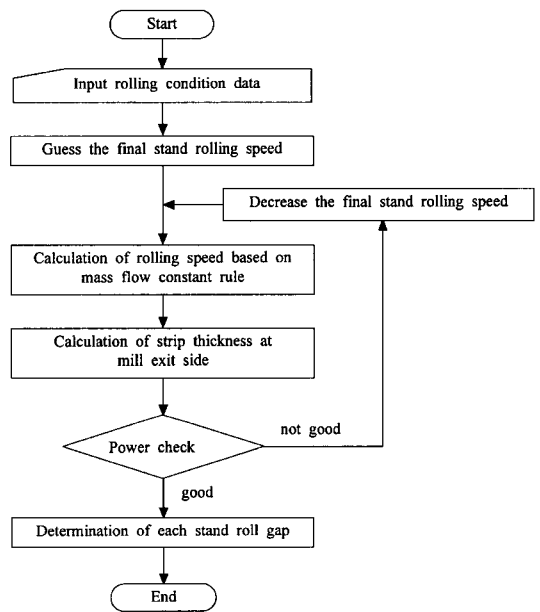 Start
Input rolling condition data
Guess the final stand rolling speed
Decrease the final stand rolling speed
Calculation of rolling speed based on
mass flow constant rule
Calculation of strip thickness at
mill exit side
Power check
not good
good
Determination of each stand roll gap
End